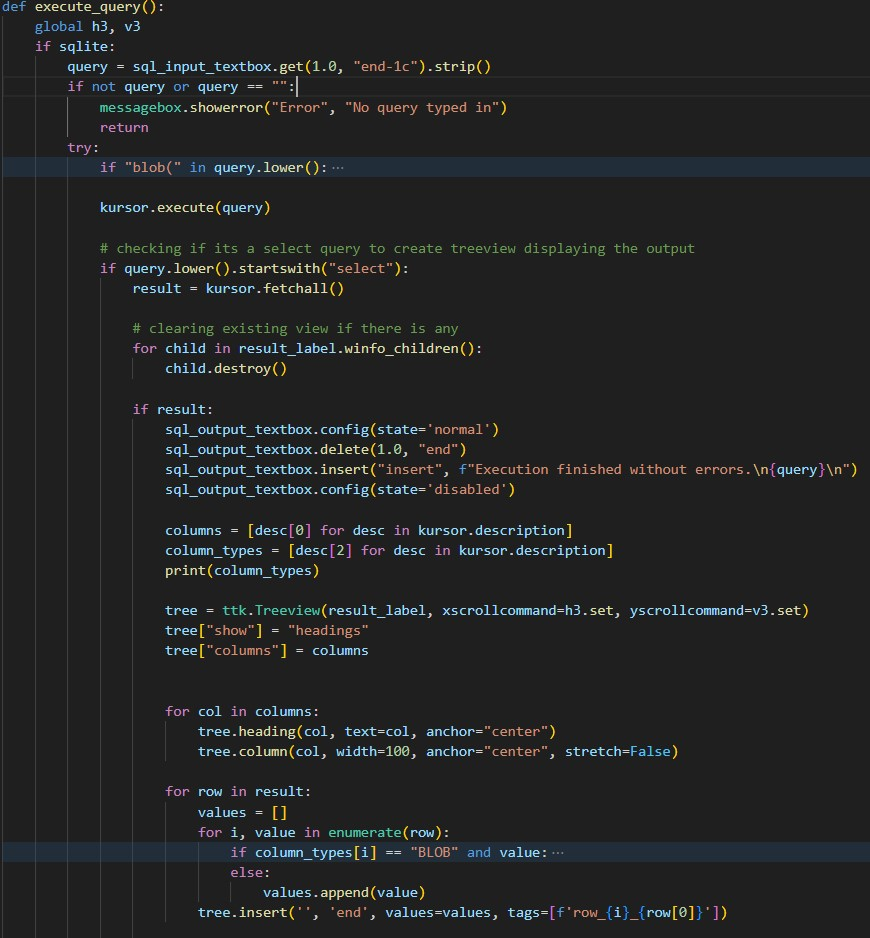 def execute_query():
    global h3, v3
    if sqlite:
        query = sql_input_textbox.get(1.0, "end-1c").strip()
        if not query or query == "":
            messagebox.showerror("Error", "No query typed in")
            return
        try:
            if "blob(" in query.lower(): ···

            kursor.execute(query)

            # checking if its a select query to create treeview displaying the output
            if query.lower().startswith("select"):
                result = kursor.fetchall()

                # clearing existing view if there is any
                for child in result_label.winfo_children():
                    child.destroy()

                if result:
                    sql_output_textbox.config(state='normal')
                    sql_output_textbox.delete(1.0, "end")
                    sql_output_textbox.insert("insert", f"Execution finished without errors.\n{query}\n")
                    sql_output_textbox.config(state='disabled')

                    columns = [desc[0] for desc in kursor.description]
                    column_types = [desc[2] for desc in kursor.description]
                    print(column_types)

                    tree = ttk.Treeview(result_label, xscrollcommand=h3.set, yscrollcommand=v3.set)
                    tree["show"] = "headings"
                    tree["columns"] = columns


                    for col in columns:
                        tree.heading(col, text=col, anchor="center")
                        tree.column(col, width=100, anchor="center", stretch=False)

                    for row in result:
                        values = []
                        for i, value in enumerate(row):
                            if column_types[i] == "BLOB" and value: ···
                            else:
                                values.append(value)
                        tree.insert('', 'end', values=values, tags=[f'row_{i}_{row[0]}'])